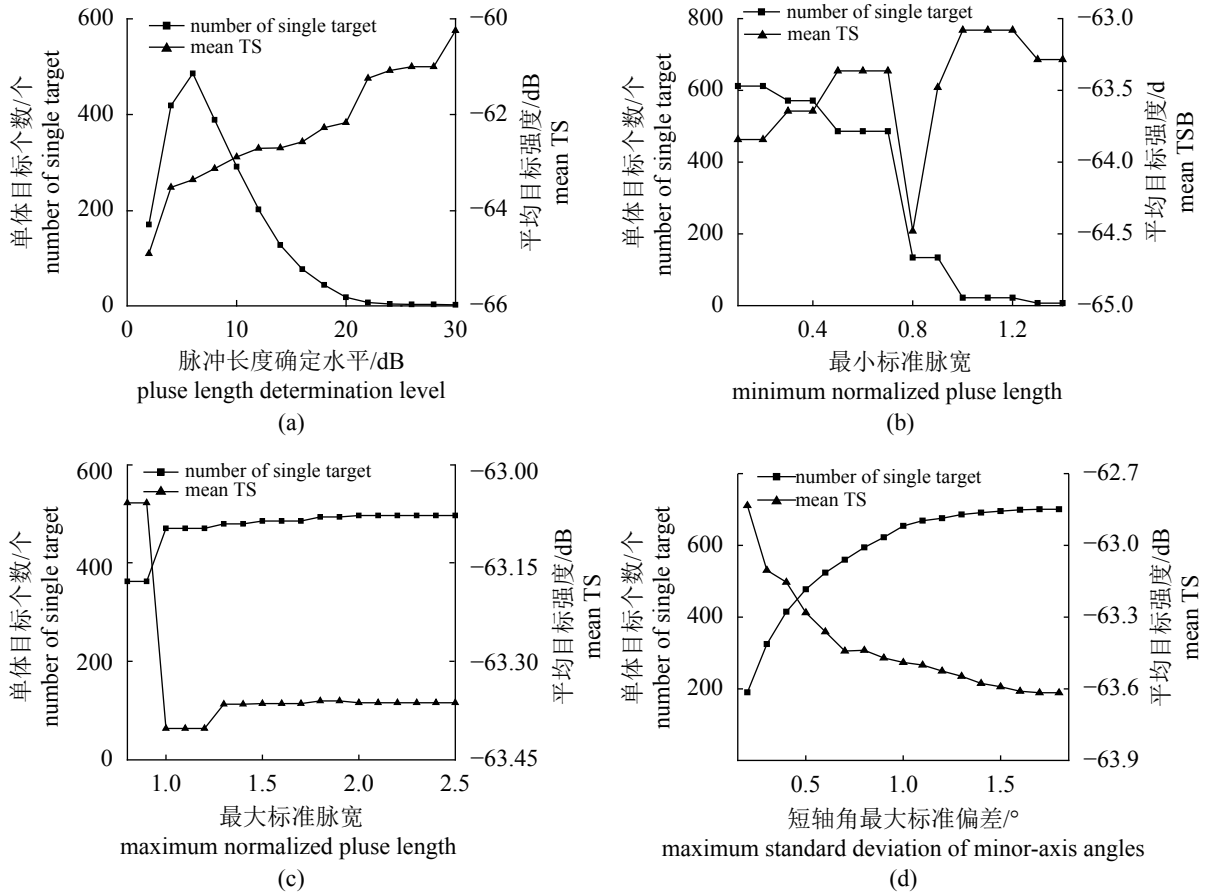 600
400
200
0
单体目标个数/个
number of single target
number of single target
mean TS
−60
−62
−64
−66
平均目标强度/dB
mean TS
0
10
20
30
脉冲长度确定水平/dB
pluse length determination level
(a)
800
600
400
200
0
单体目标个数/个
number of single target
number of single target
mean TS
−63.0
−63.5
−64.0
−64.5
−65.0
平均目标强度/d
mean TSB
0.4
0.8
1.2
最小标准脉宽
minimum normalized pluse length
(b)
600
400
200
0
单体目标个数/个
number of single target
number of single target
mean TS
−63.00
−63.15
−63.30
−63.45
平均目标强度/dB
mean TS
1.0
1.5
2.0
2.5
最大标准脉宽
maximum normalized pluse length
(c)
600
400
200
单体目标个数/个
number of single target
number of single target
mean TS
−62.7
−63.0
−63.3
−63.6
−63.9
平均目标强度/dB
mean TS
0.5
1.0
1.5
短轴角最大标准偏差/°
maximum standard deviation of minor-axis angles
(d)